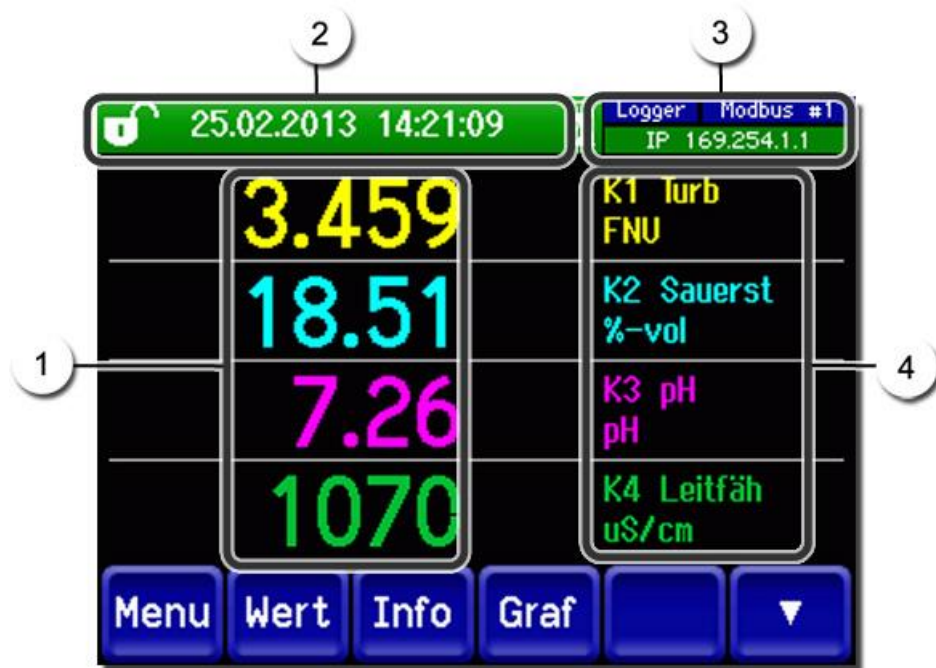 2
3
25.02.2013 14:21:09
Logger Modbus #1
IP 169.254.1.1
3.459
K1 Turb
FNU
18.51
K2 Sauerst
%-vol
1
4
7.26
K3 pH
pH
1070
K4 Leitfäh
uS/cm
Menu Wert Info Graf ▼